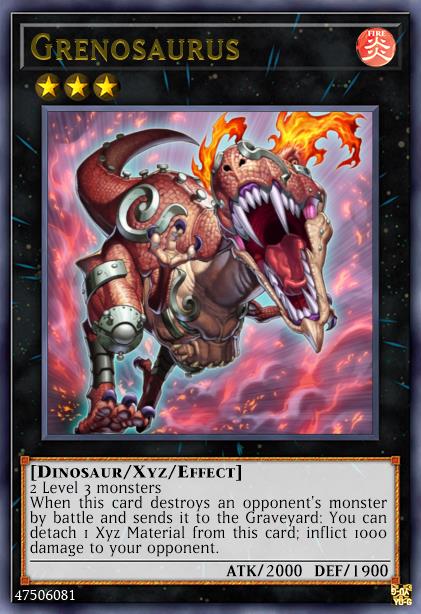 Grenosaurus
FIRE
炎
[Dinosaur/Xyz/Effect]
2 Level 3 monsters
When this card destroys an opponent's monster
by battle and sends it to the Graveyard: You can
detach 1 Xyz Material from this card; inflict 1000
damage to your opponent.
ATK/2000 DEF/1900
47506081